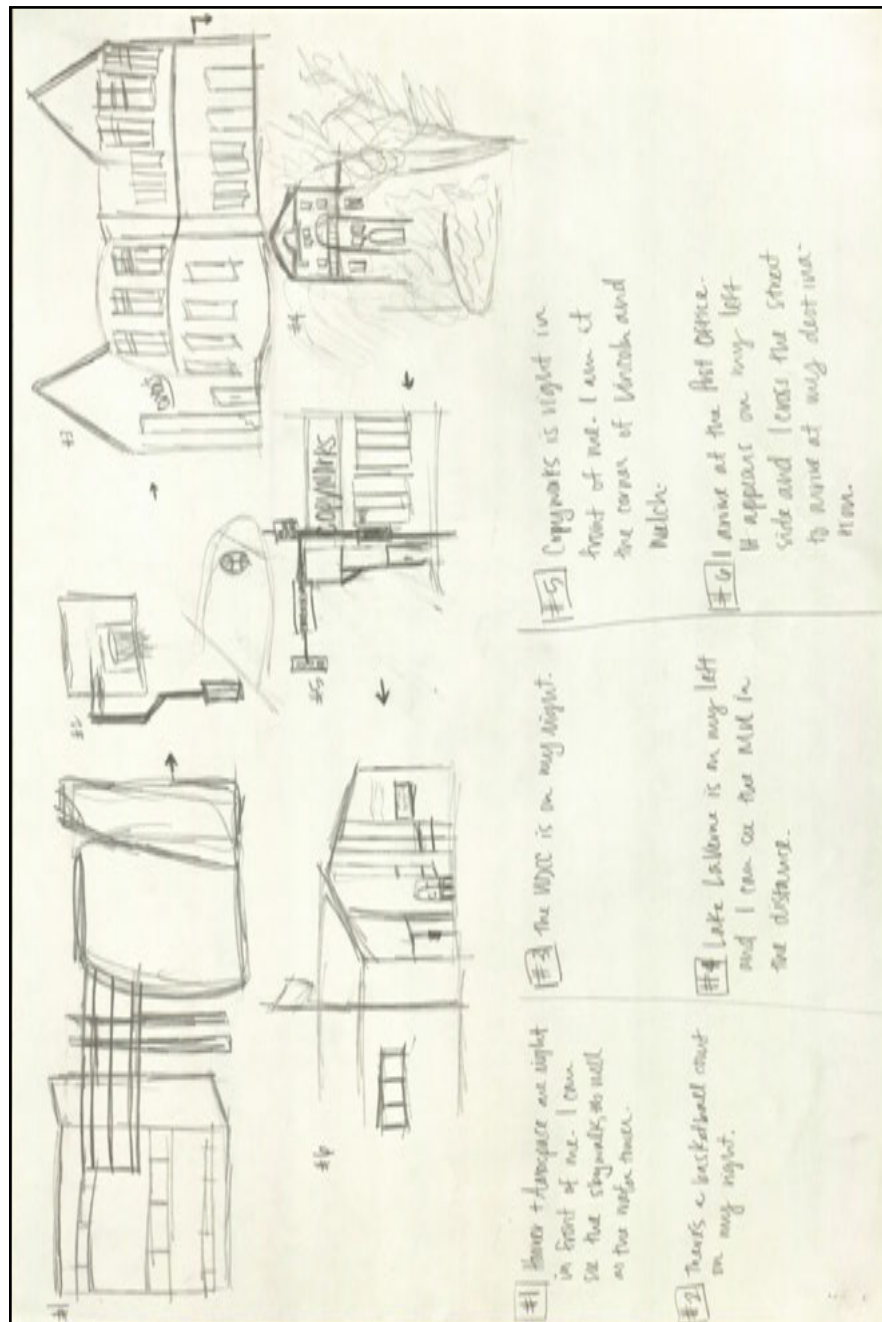 #1
#2
#3
#4
#5
COPYWORKS
#6
#1 Hoover + Aerospace are right
in front of me. I can
see the skywalks as well
as the water tower.
#2 There's a basketball court
on my right.
#3 The is on my right.
#4 Lake LaVerne is on my left
and I can see the MU in
the distance.
#5 Copyworks is right in
front of me. I am at
the corner of Lincoln and
Welch.
#6 I arrive at the Post Office.
It appears on my left
side and I cross the street
to arrive at my destina-
tion.